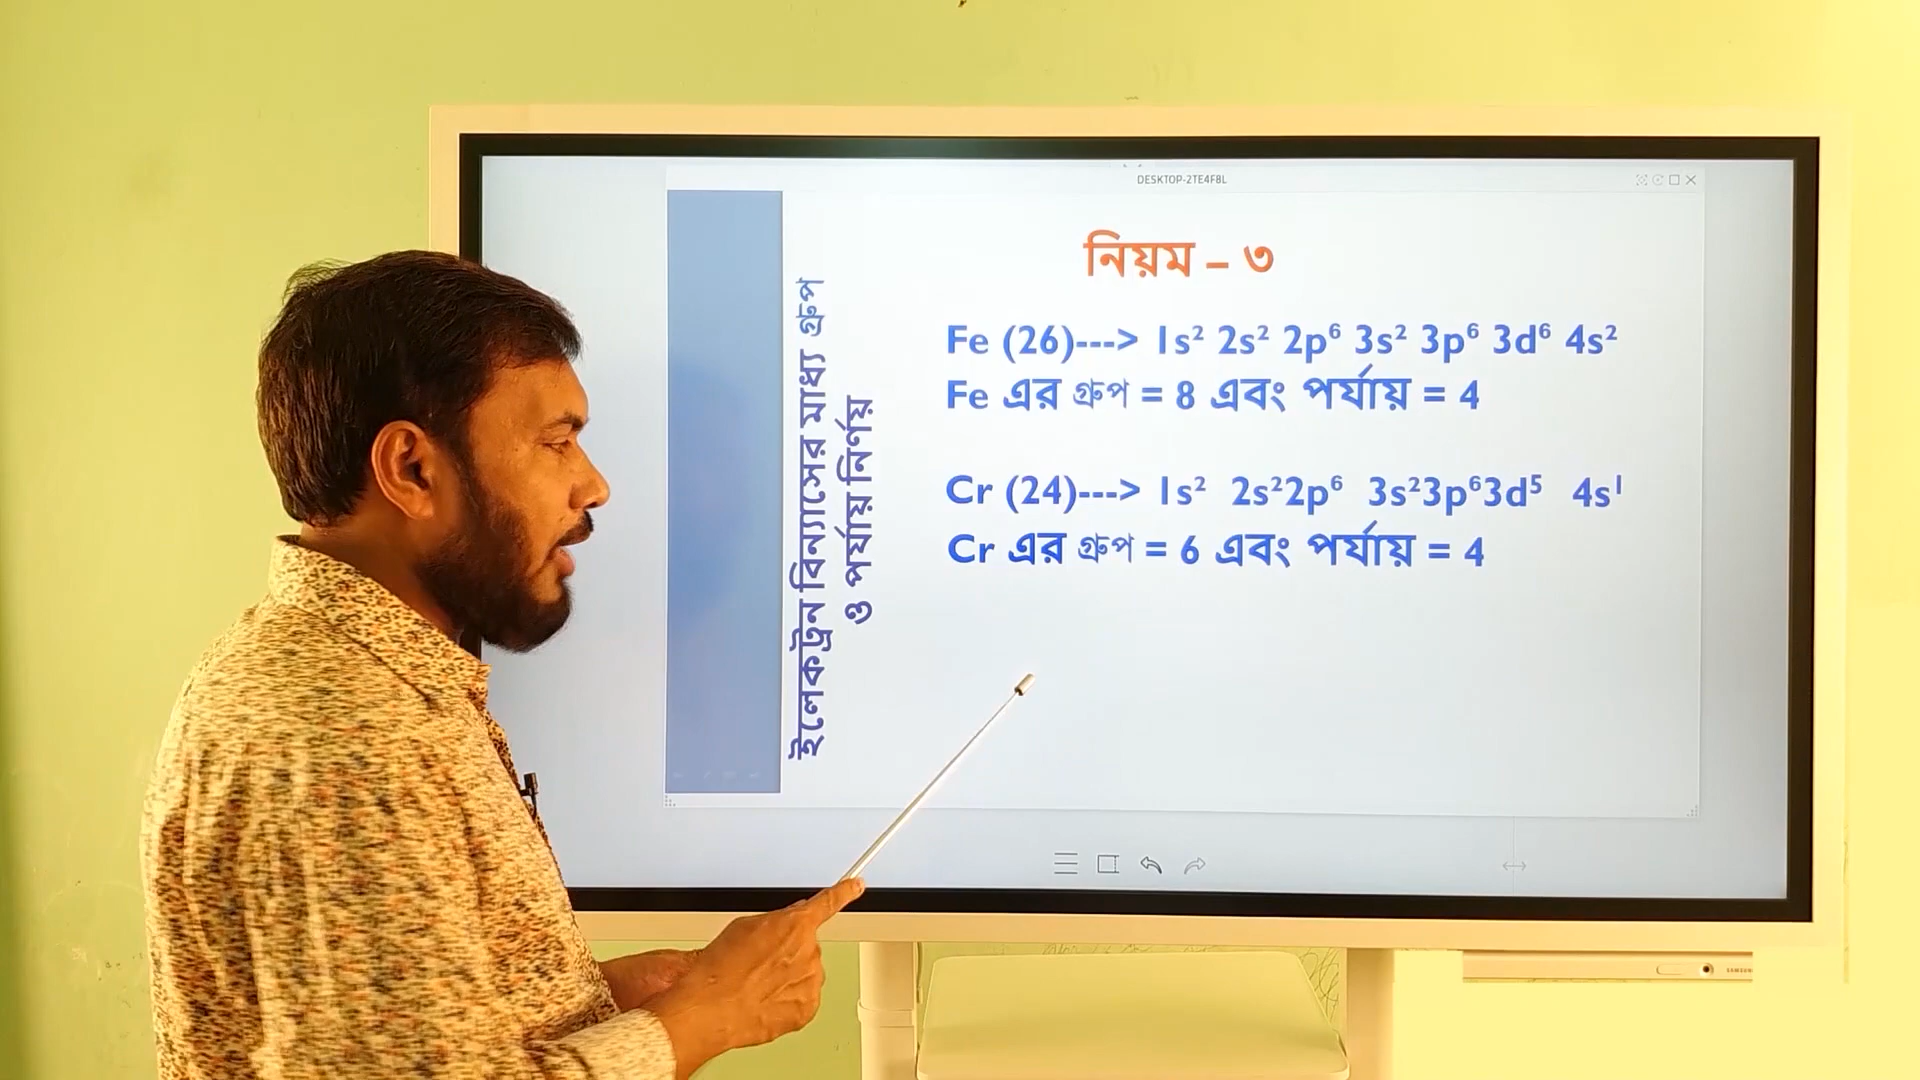 DESKTOP-2TE4F8L
নিয়ম – ৩
ইলেকট্রন বিন্যাসের মাধ্য গ্রুপ
ও পর্যায় নির্ণয়
Fe (26)---> 1s² 2s² 2p⁶ 3s² 3p⁶ 3d⁶ 4s²
Fe এর গ্রুপ = 8 এবং পর্যায় = 4
Cr (24)---> 1s² 2s²2p⁶ 3s²3p⁶3d⁵ 4s¹
Cr এর গ্রুপ = 6 এবং পর্যায় = 4
SAMSUNG